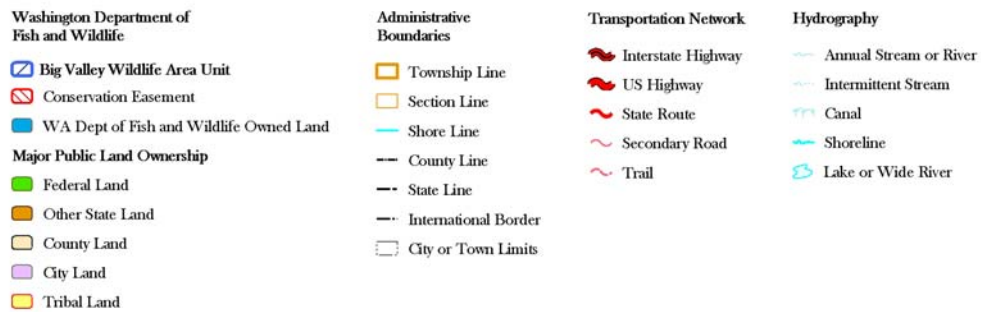 Washington Department of
Fish and Wildlife
Big Valley Wildlife Area Unit
Conservation Easement
WA Dept of Fish and Wildlife Owned Land
Major Public Land Ownership
Federal Land
Other State Land
County Land
City Land
Tribal Land
Administrative
Boundaries
Township Line
Section Line
Shore Line
County Line
State Line
International Border
City or Town Limits
Transportation Network
Interstate Highway
US Highway
State Route
Secondary Road
Trail
Hydrography
Annual Stream or River
Intermittent Stream
Canal
Shoreline
Lake or Wide River